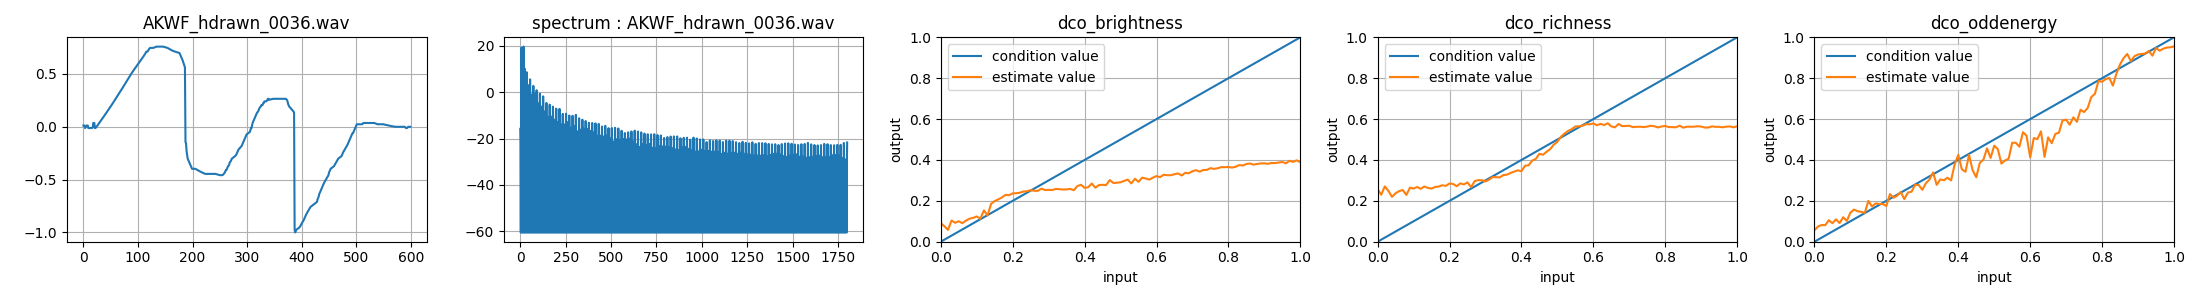 AKWF_hdrawn_0036.wav
0.5
0.0
−0.5
−1.0
0 100 200 300 400 500 600
spectrum : AKWF_hdrawn_0036.wav
20
0
−20
−40
−60
0 250 500 750 1000 1250 1500 1750
dco_brightness
condition value
estimate value
output
1.0
0.8
0.6
0.4
0.2
0.0
0.0 0.2 0.4 0.6 0.8 1.0
input
dco_richness
condition value
estimate value
output
1.0
0.8
0.6
0.4
0.2
0.0
0.0 0.2 0.4 0.6 0.8 1.0
input
dco_oddenergy
condition value
estimate value
output
1.0
0.8
0.6
0.4
0.2
0.0
0.0 0.2 0.4 0.6 0.8 1.0
input